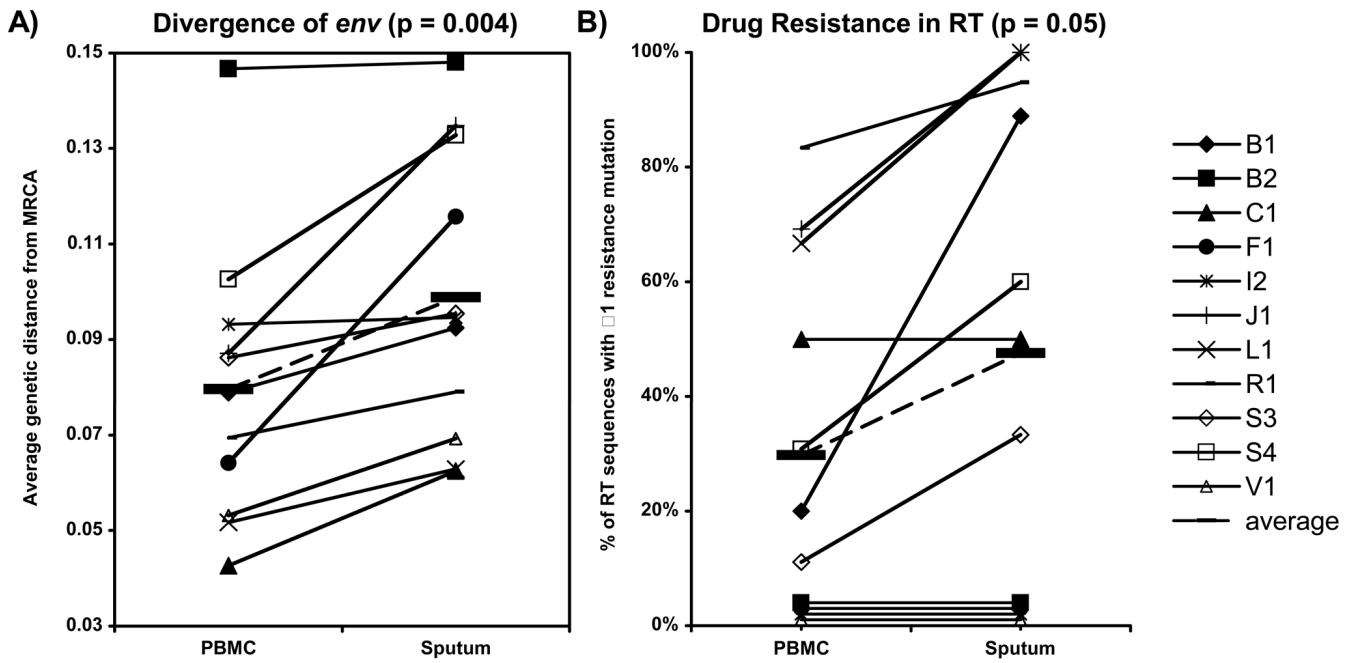 A)
Divergence of env (p = 0.004)
Average genetic distance from MRCA
0.15
0.13
0.11
0.09
0.07
0.05
0.03
PBMC
Sputum
B)
Drug Resistance in RT (p = 0.05)
% of RT sequences with □1 resistance mutation
100%
80%
60%
40%
20%
0%
PBMC
Sputum
B1
B2
C1
F1
I2
J1
L1
R1
S3
S4
V1
average